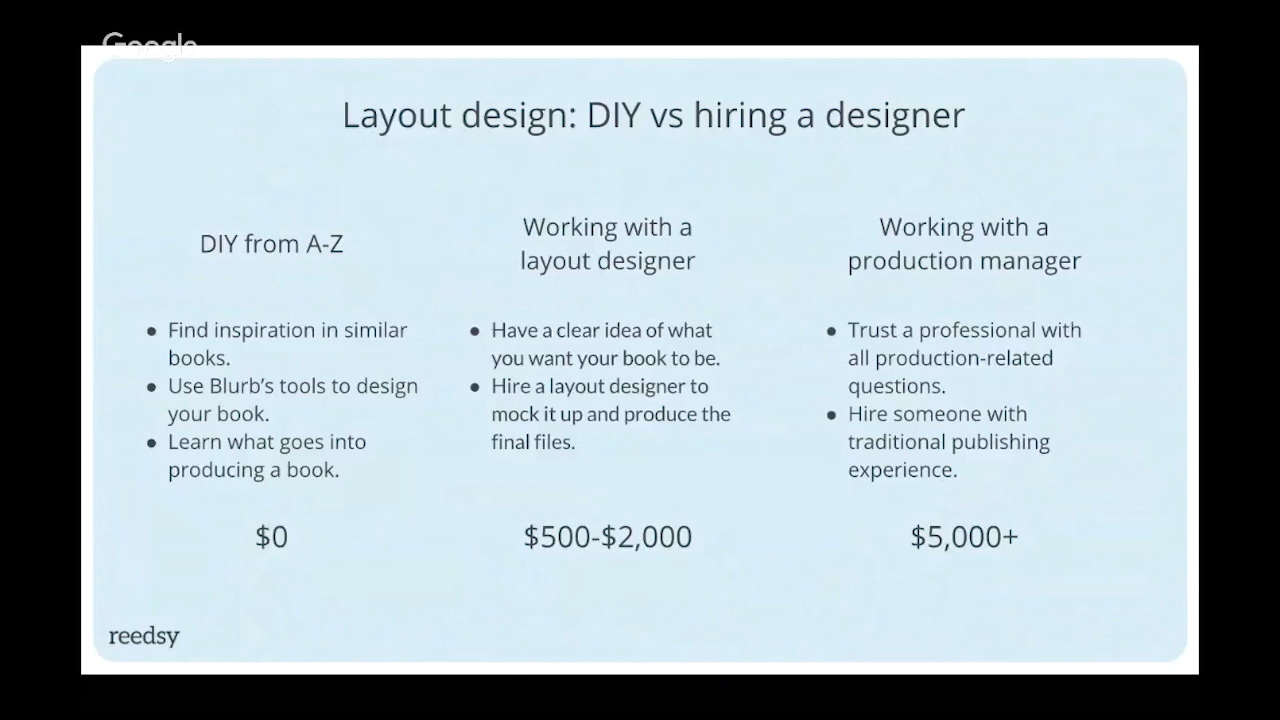 Google
Layout design: DIY vs hiring a designer
DIY from A-Z
● Find inspiration in similar
books.
● Use Blurb's tools to design
your book.
● Learn what goes into
producing a book.
$0
Working with a
layout designer
● Have a clear idea of what
you want your book to be.
● Hire a layout designer to
mock it up and produce the
final files.
$500-$2,000
Working with a
production manager
● Trust a professional with
all production-related
questions.
● Hire someone with
traditional publishing
experience.
$5,000+
reedsy